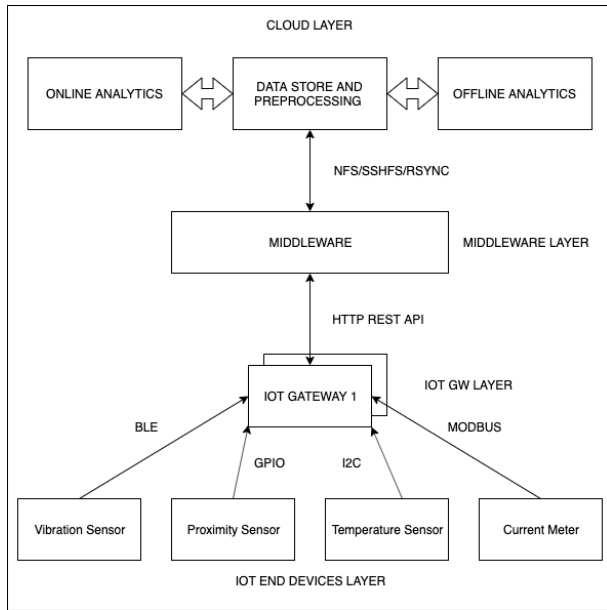 CLOUD LAYER
ONLINE ANALYTICS
DATA STORE AND
PREPROCESSING
OFFLINE ANALYTICS
NFS/SSHFS/RSYNC
MIDDLEWARE
MIDDLEWARE LAYER
HTTP REST API
IOT GATEWAY 1
IOT GW LAYER
BLE
MODBUS
GPIO
I2C
Vibration Sensor
Proximity Sensor
Temperature Sensor
Current Meter
IOT END DEVICES LAYER